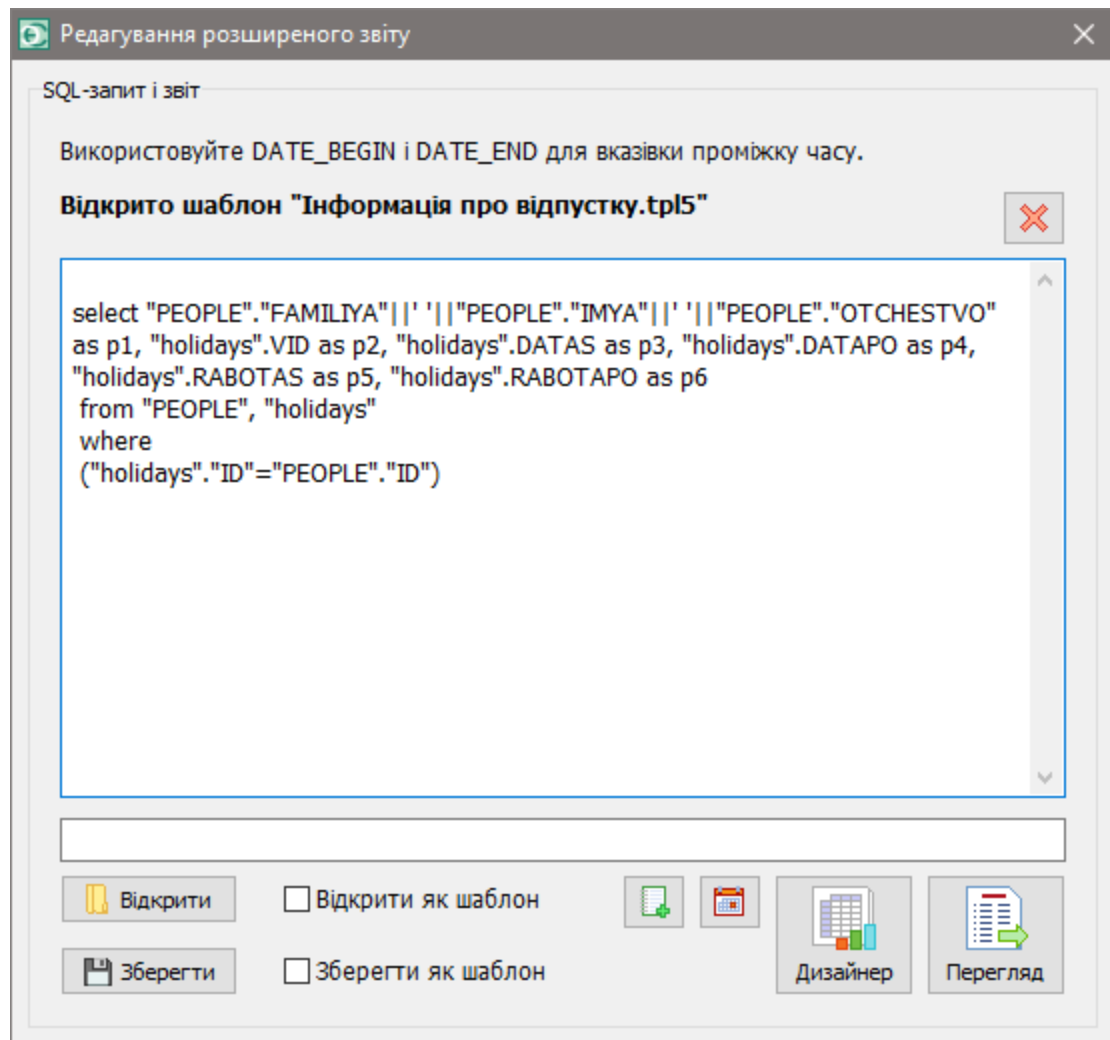 Редагування розширеного звіту
SQL-запит і звіт
Використовуйте DATE_BEGIN і DATE_END для вказівки проміжку часу.
Відкрито шаблон "Інформація про відпустку.tpl5"
select "PEOPLE"."FAMILIYA"||' '||"PEOPLE"."IMYA"||' '||"PEOPLE"."OTCHESTVO"
as p1, "holidays".VID as p2, "holidays".DATAS as p3, "holidays".DATAPO as p4,
"holidays".RABOTAS as p5, "holidays".RABOTAPO as p6
from "PEOPLE", "holidays"
where
("holidays"."ID"="PEOPLE"."ID")
Відкрити
Відкрити як шаблон
Зберегти
Зберегти як шаблон
Дизайнер
Перегляд